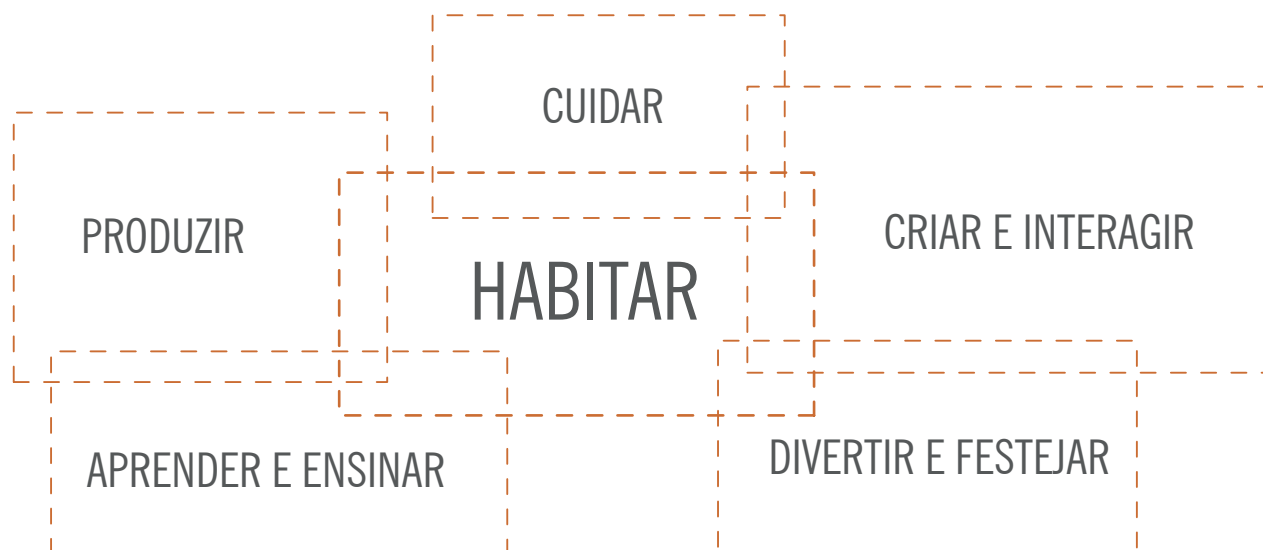 CUIDAR
PRODUZIR
CRIAR E INTERAGIR
HABITAR
APRENDER E ENSINAR
DIVERTIR E FESTEJAR